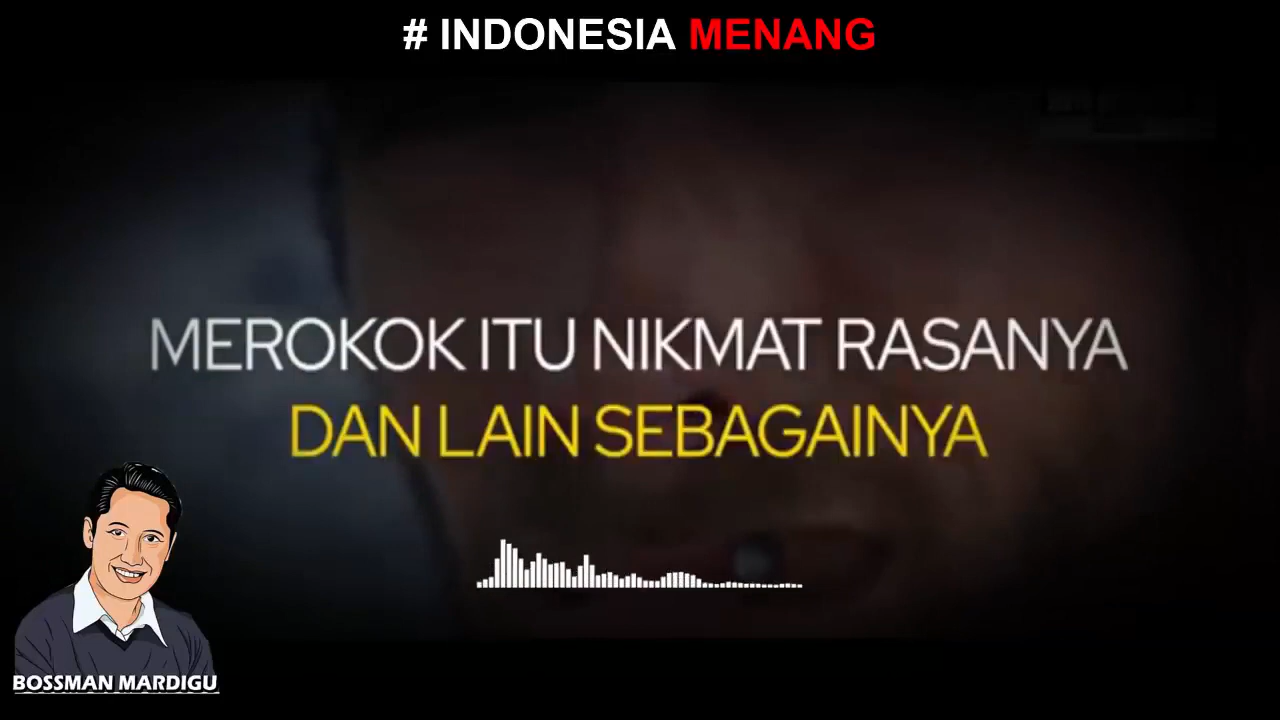 # INDONESIA MENANG
MEROKOK ITU NIKMAT RASANYA
DAN LAIN SEBAGAINYA
BOSSMAN MARDIGU